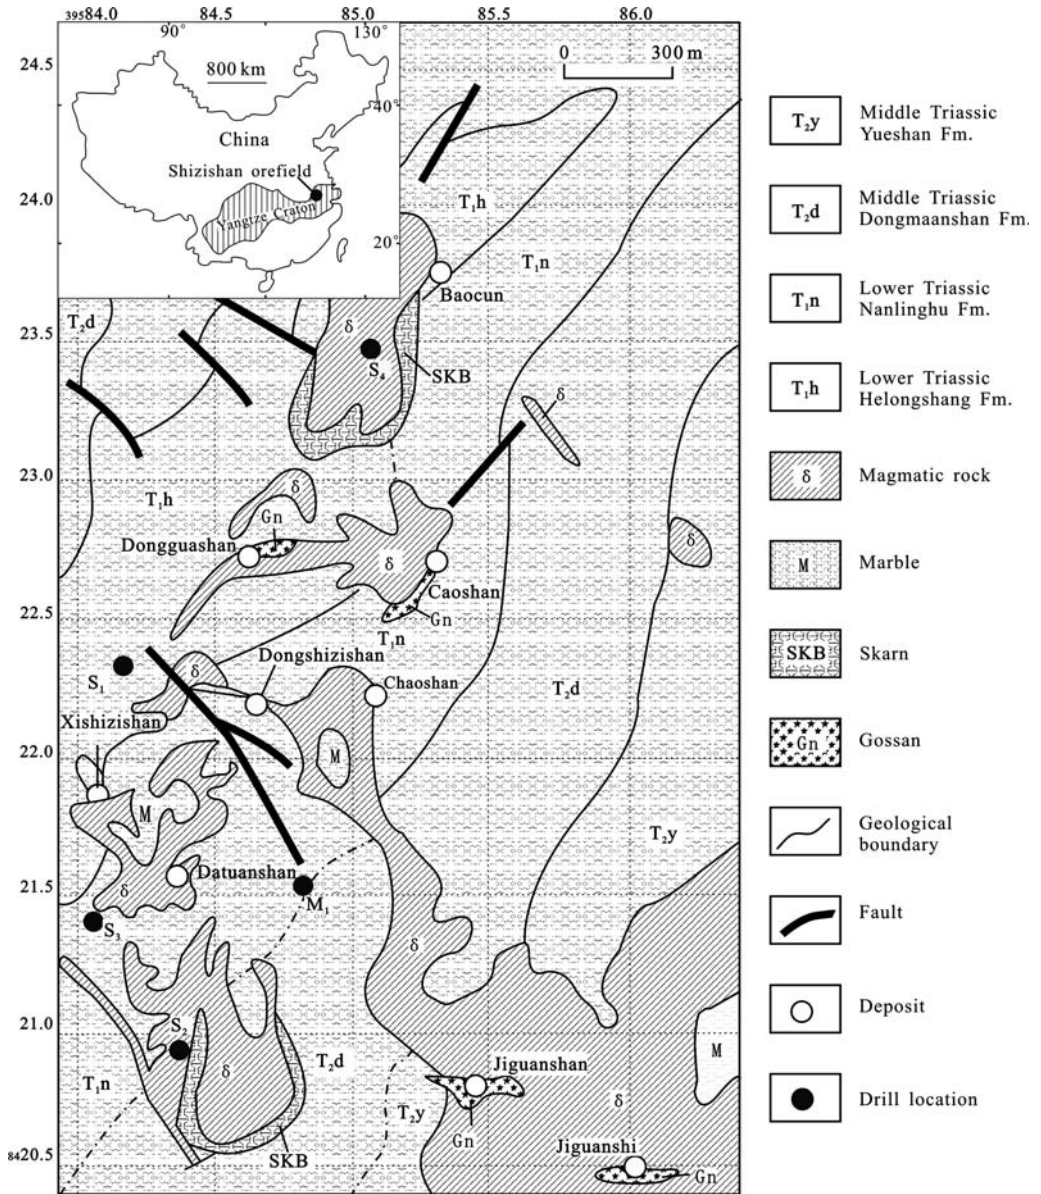 ³⁹⁵84.0 84.5 85.0 85.5 86.0
90° 130°
0 300 m
24.5
800 km
40°
China
Shizishan orefield
Yangtze Craton
20°
24.0
T₁h
T₁n
Baocun
23.5
T₂d
δ
S₄
SKB
δ
23.0
T₁h
δ
Gn
Dongguashan
δ
δ
Caoshan
Gn
22.5
T₁n
Dongshizishan
δ
S₁
Chaoshan
T₂d
Xishizishan
22.0
M
M
T₂y
Datuanshan
21.5
δ
M₁
S₃
δ
21.0
S₂
T₂d
M
δ
Jiguanshan
T₁n
T₂y
δ
Gn
Jiguanshi
⁸⁴20.5
SKB
Gn
T₂y Middle Triassic
Yueshan Fm.
T₂d Middle Triassic
Dongmaanshan Fm.
T₁n Lower Triassic
Nanlinghu Fm.
T₁h Lower Triassic
Helongshang Fm.
δ Magmatic rock
M Marble
SKB Skarn
Gn Gossan
Geological
boundary
Fault
Deposit
Drill location